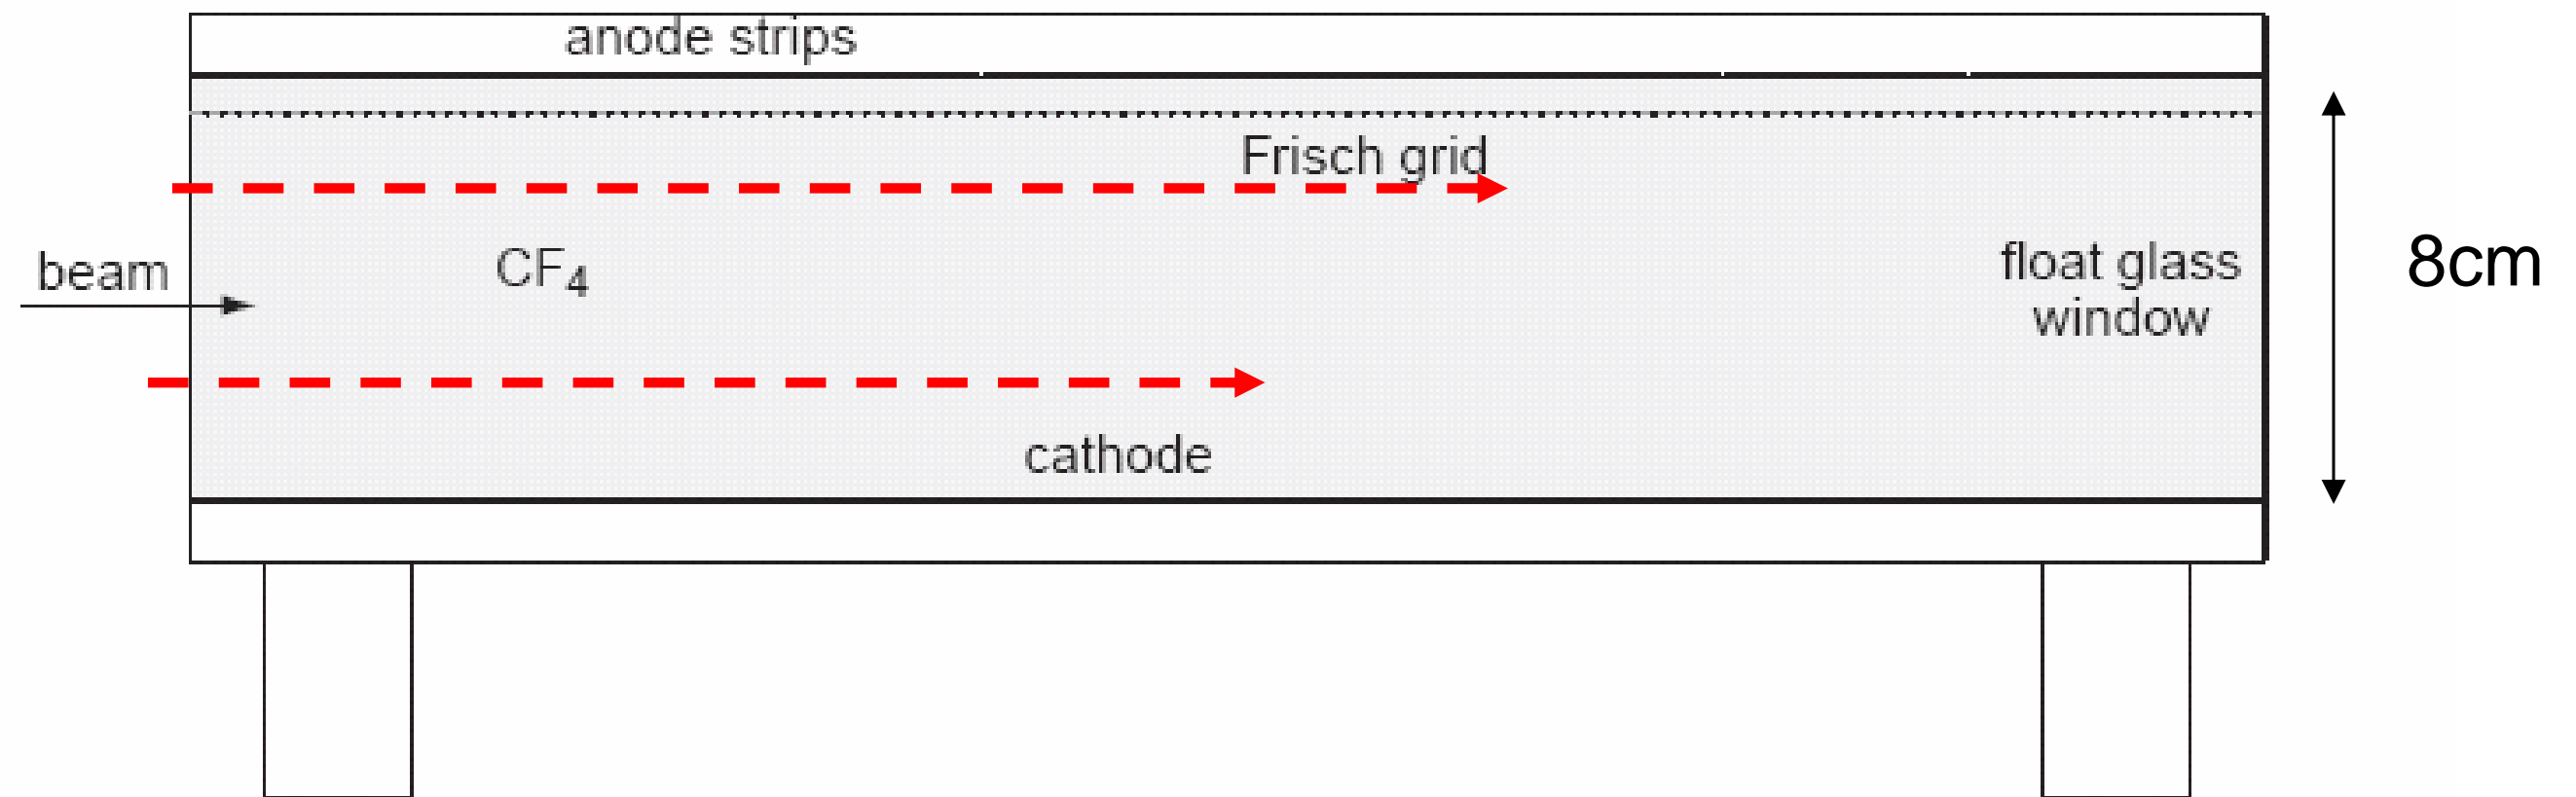 anode strips
Frisch grid
beam
CF₄
float glass
window
8cm
cathode